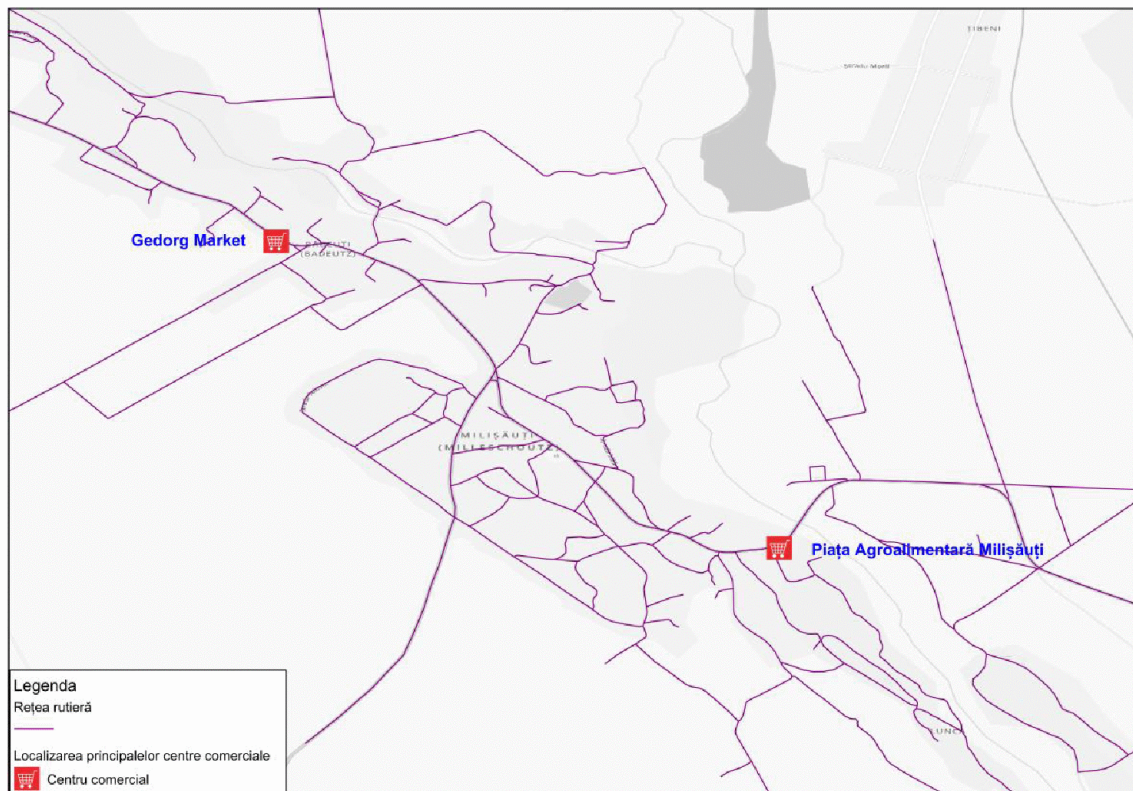 ȚIBENI
Gedorg Market
BĂDEUȚI
(BADEUTZ)
MILIȘĂUȚI
(MILLESCHOUTZ)
Piața Agroalimentară Milișăuți
LUNCA
Legenda
Rețea rutieră
Localizarea principalelor centre comerciale
Centru comercial